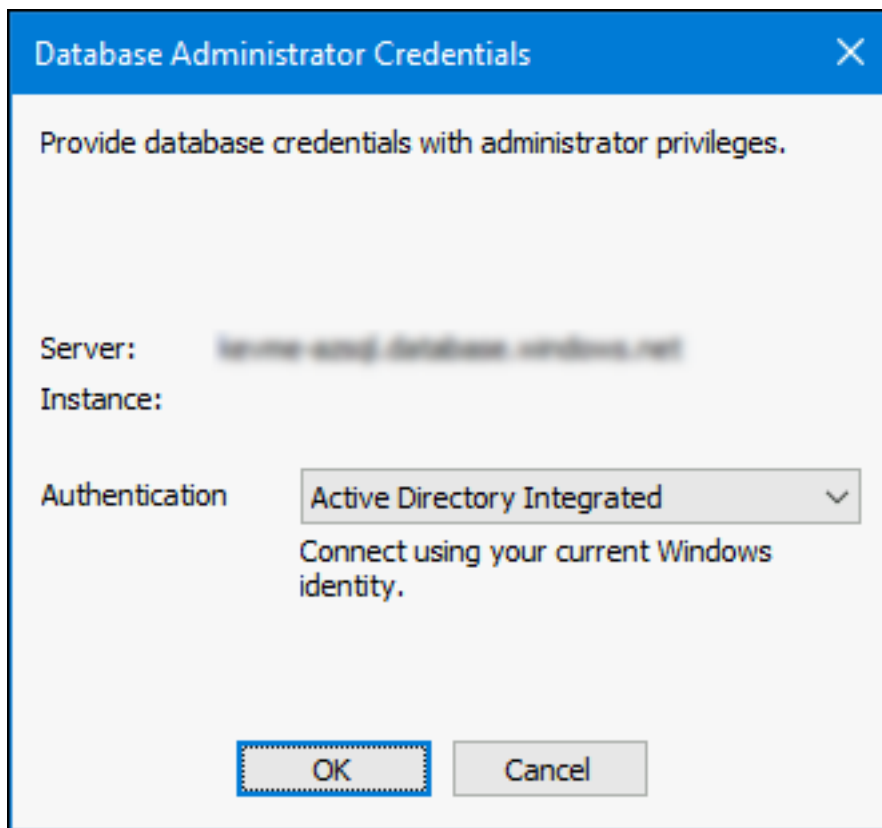 Database Administrator Credentials
Provide database credentials with administrator privileges.
Server:
Instance:
Authentication
Active Directory Integrated
Connect using your current Windows
identity.
OK
Cancel